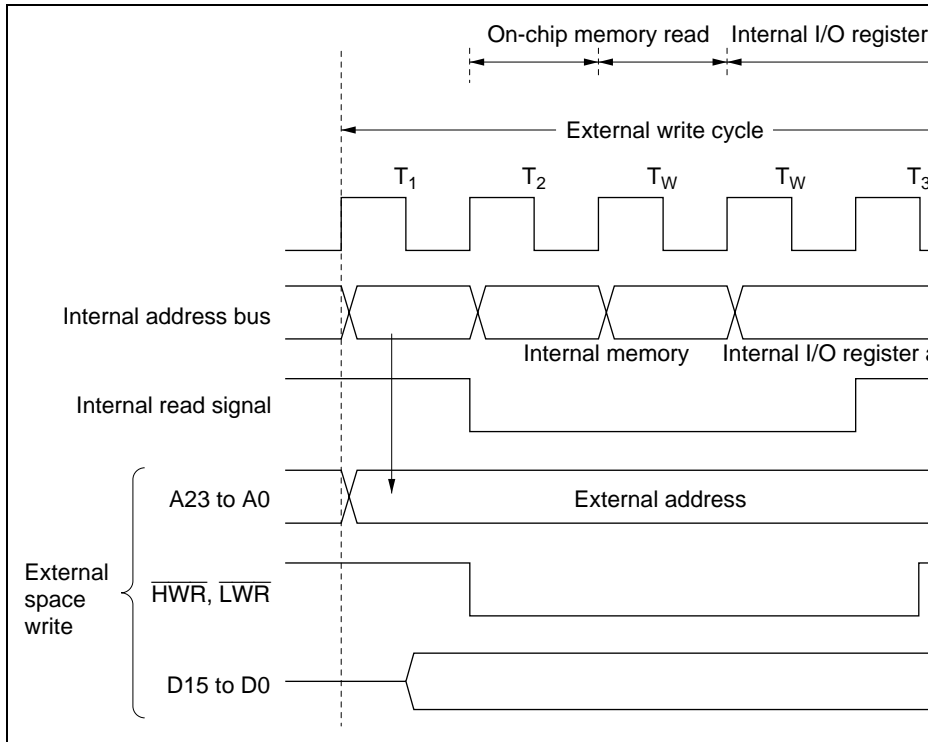 On-chip memory read Internal I/O register
External write cycle
T1 T2 TW TW T3
Internal address bus
Internal memory Internal I/O register a
Internal read signal
A23 to A0 External address
External
space
write
HWR, LWR
D15 to D0